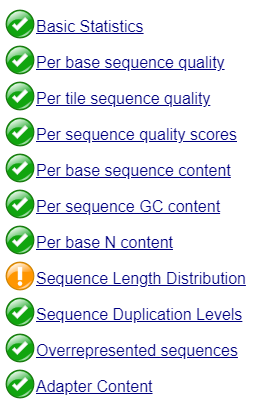 Basic Statistics
Per base sequence quality
Per tile sequence quality
Per sequence quality scores
Per base sequence content
Per sequence GC content
Per base N content
Sequence Length Distribution
Sequence Duplication Levels
Overrepresented sequences
Adapter Content